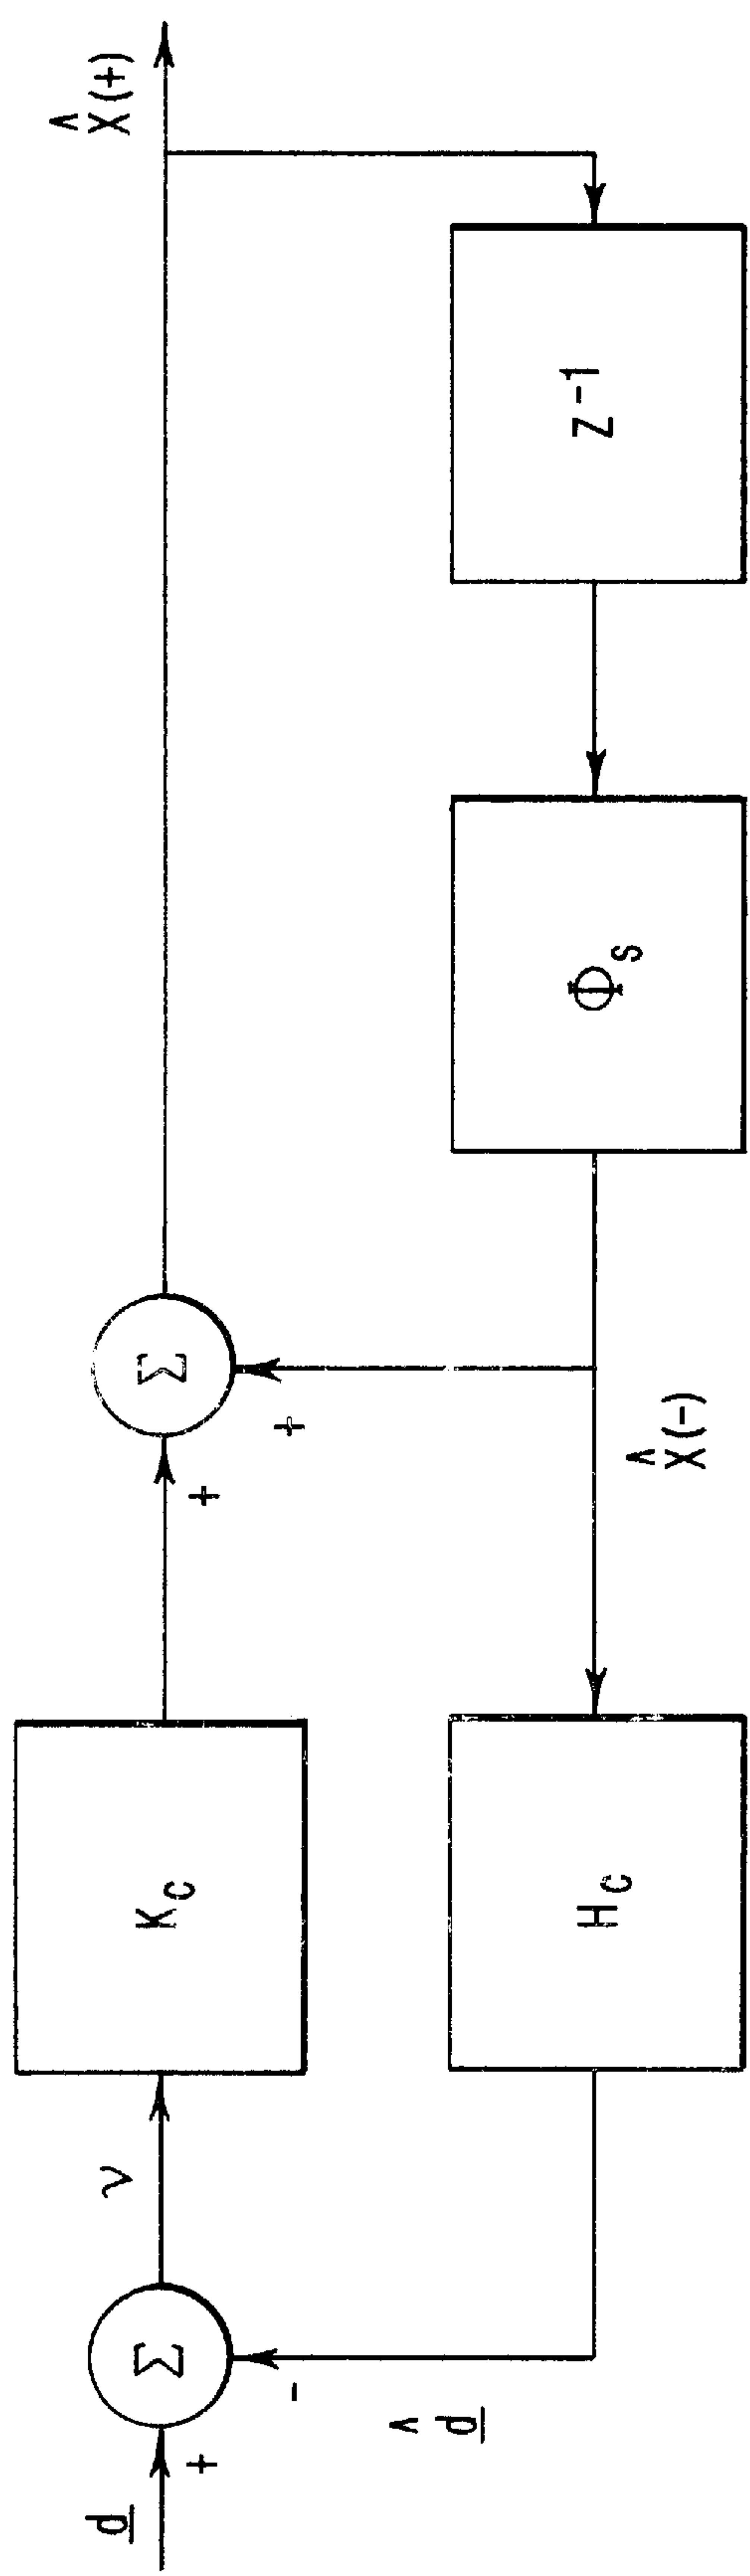 d
+
Σ
ν
K_c
+
Σ
X̂(+)
-
+
d̂
H_c
X̂(-)
Φ_s
Z⁻¹